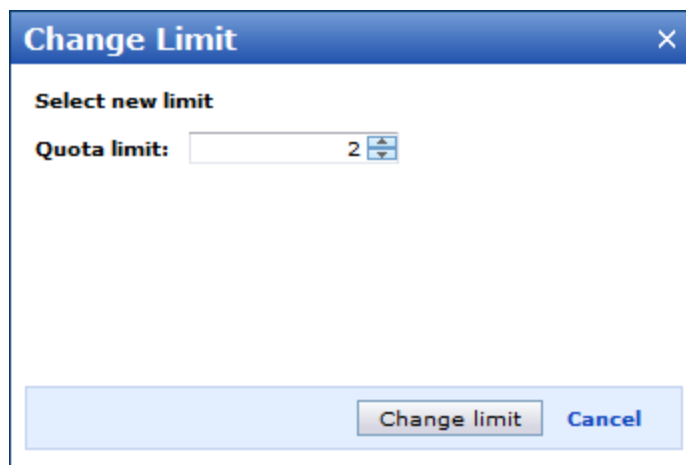 Change Limit
Select new limit
Quota limit: 2
Change limit Cancel